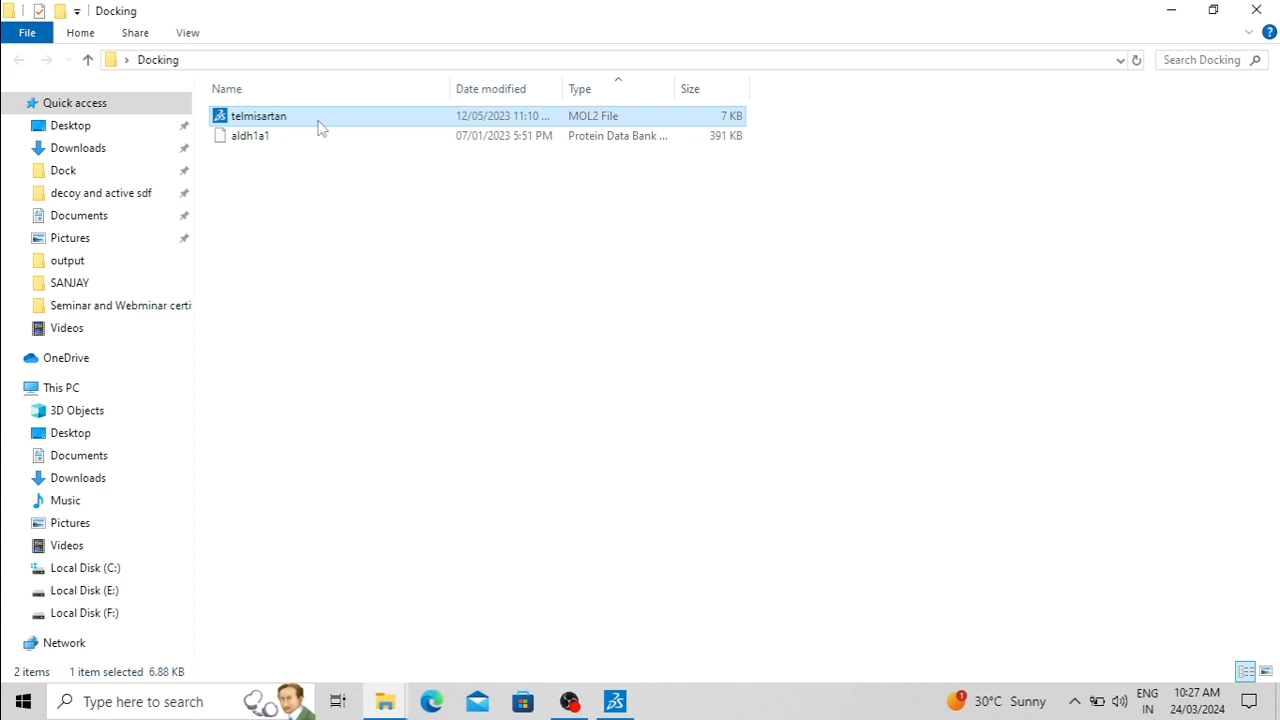 Docking
File Home Share View
Docking
Search Docking
Name Date modified Type Size
telmisartan 12/05/2023 11:10 ... MOL2 File 7 KB
aldh1a1 07/01/2023 5:51 PM Protein Data Bank ... 391 KB
Quick access
Desktop
Downloads
Dock
decoy and active sdf
Documents
Pictures
output
SANJAY
Seminar and Webminar certi
Videos
OneDrive
This PC
3D Objects
Desktop
Documents
Downloads
Music
Pictures
Videos
Local Disk (C:)
Local Disk (E:)
Local Disk (F:)
Network
2 items 1 item selected 6.88 KB
Type here to search
1 30°C Sunny
ENG
IN
10:27 AM
24/03/2024